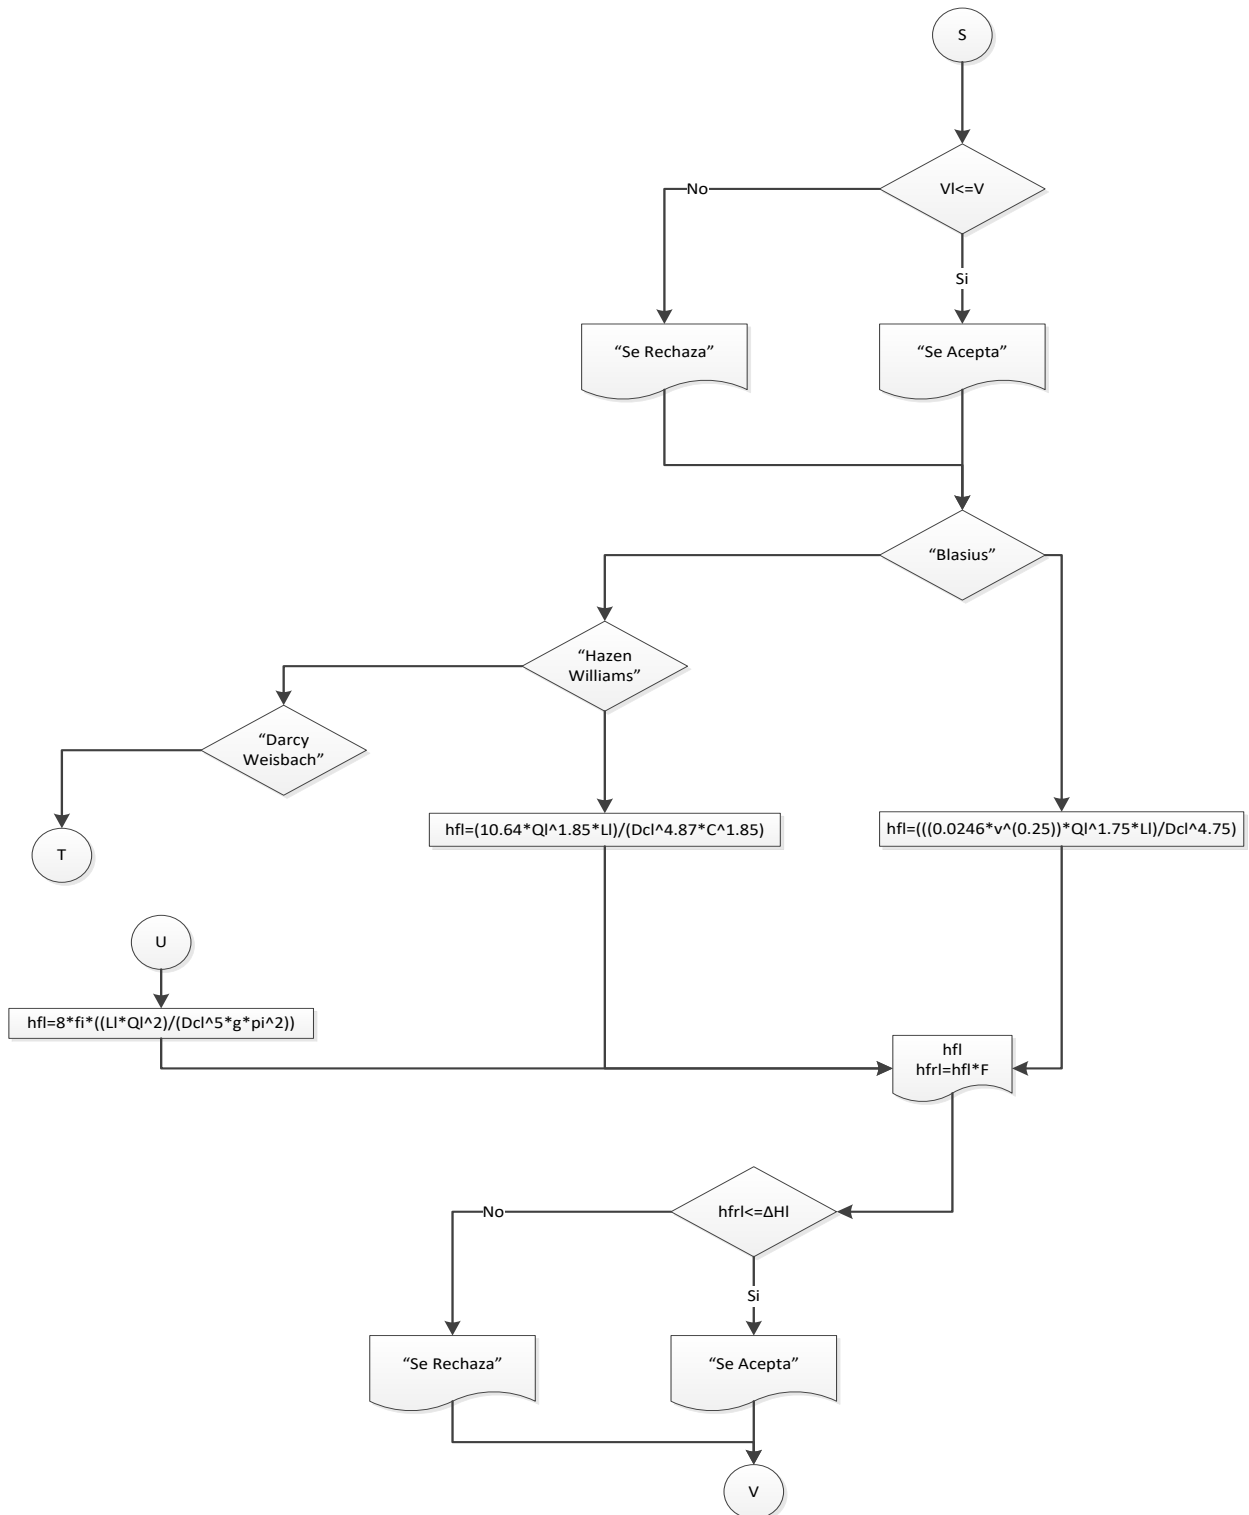 S
Vl<=V
No
Si
“Se Rechaza”
“Se Acepta”
“Blasius”
“Hazen
Williams”
“Darcy
Weisbach”
hfl=(10.64*Ql^1.85*Ll)/(Dcl^4.87*C^1.85)
hfl=(((0.0246*v^(0.25))*Ql^1.75*Ll)/Dcl^4.75)
T
U
hfl=8*fi*((Ll*Ql^2)/(Dcl^5*g*pi^2))
hfl
hfrl=hfl*F
hfrl<=ΔHl
No
Si
“Se Rechaza”
“Se Acepta”
V